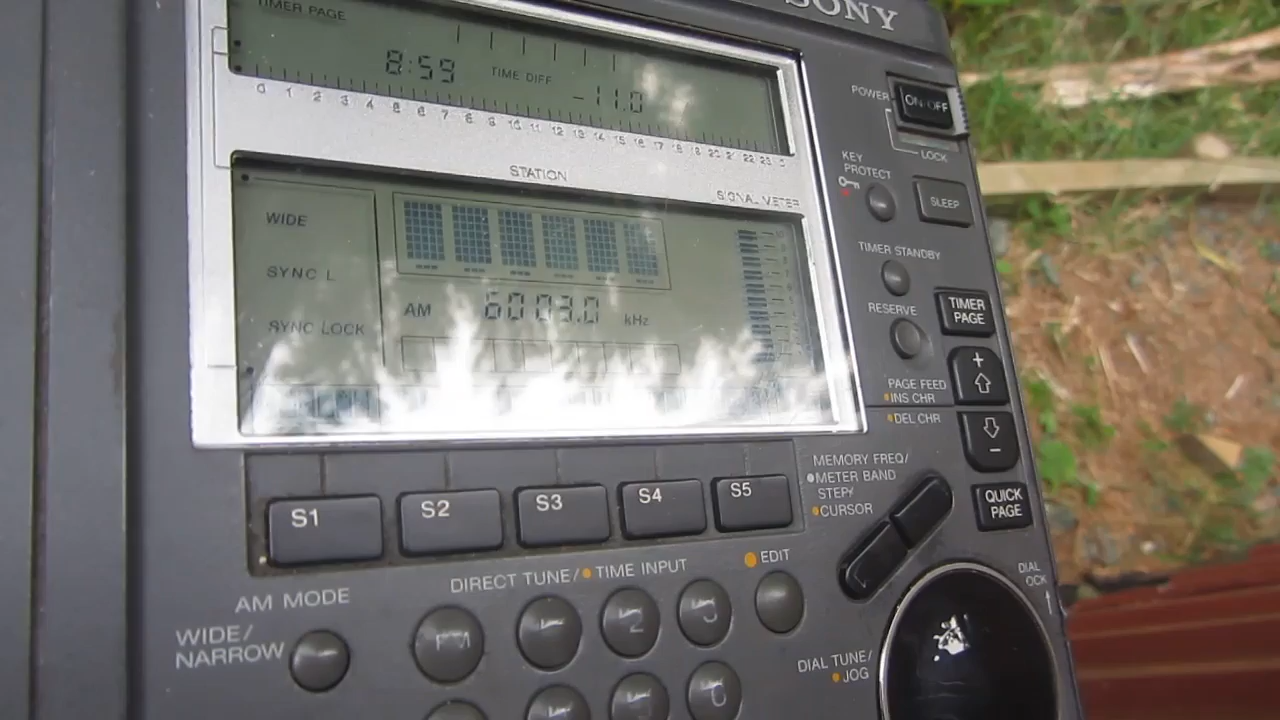 SONY
TIMER PAGE
8:59 TIME DIFF -11.0
0 1 2 3 4 5 6 7 8 9 10 11 12 13 14 15 16 17 18 19 20 21 22 23 0
STATION
SIGNAL METER
WIDE
SYNC L
SYNC LOCK
AM 6003.0 kHz
POWER
ON/OFF
LOCK
KEY
PROTECT
SLEEP
TIMER STANDBY
RESERVE
TIMER
PAGE
PAGE FEED
INS CHR
DEL CHR
+
-
MEMORY FREQ/
METER BAND
STEP/
CURSOR
QUICK
PAGE
S1 S2 S3 S4 S5
DIRECT TUNE/ TIME INPUT
EDIT
AM MODE
WIDE/
NARROW
DIAL
DIAL TUNE/
JOG